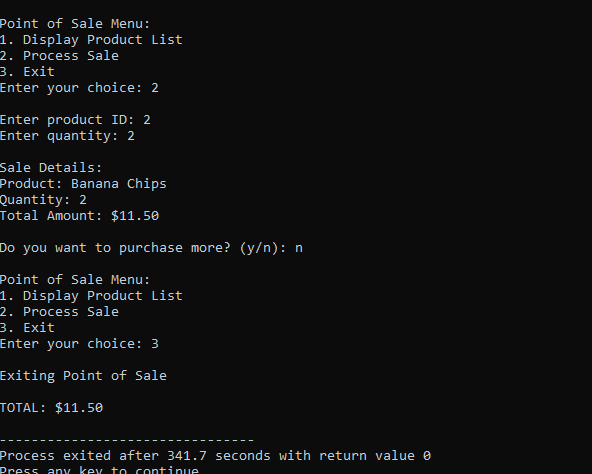 Point of Sale Menu:
1. Display Product List
2. Process Sale
3. Exit
Enter your choice: 2
Enter product ID: 2
Enter quantity: 2
Sale Details:
Product: Banana Chips
Quantity: 2
Total Amount: $11.50
Do you want to purchase more? (y/n): n
Point of Sale Menu:
1. Display Product List
2. Process Sale
3. Exit
Enter your choice: 3
Exiting Point of Sale
TOTAL: $11.50
--------------------------------
Process exited after 341.7 seconds with return value 0
Press any key to continue